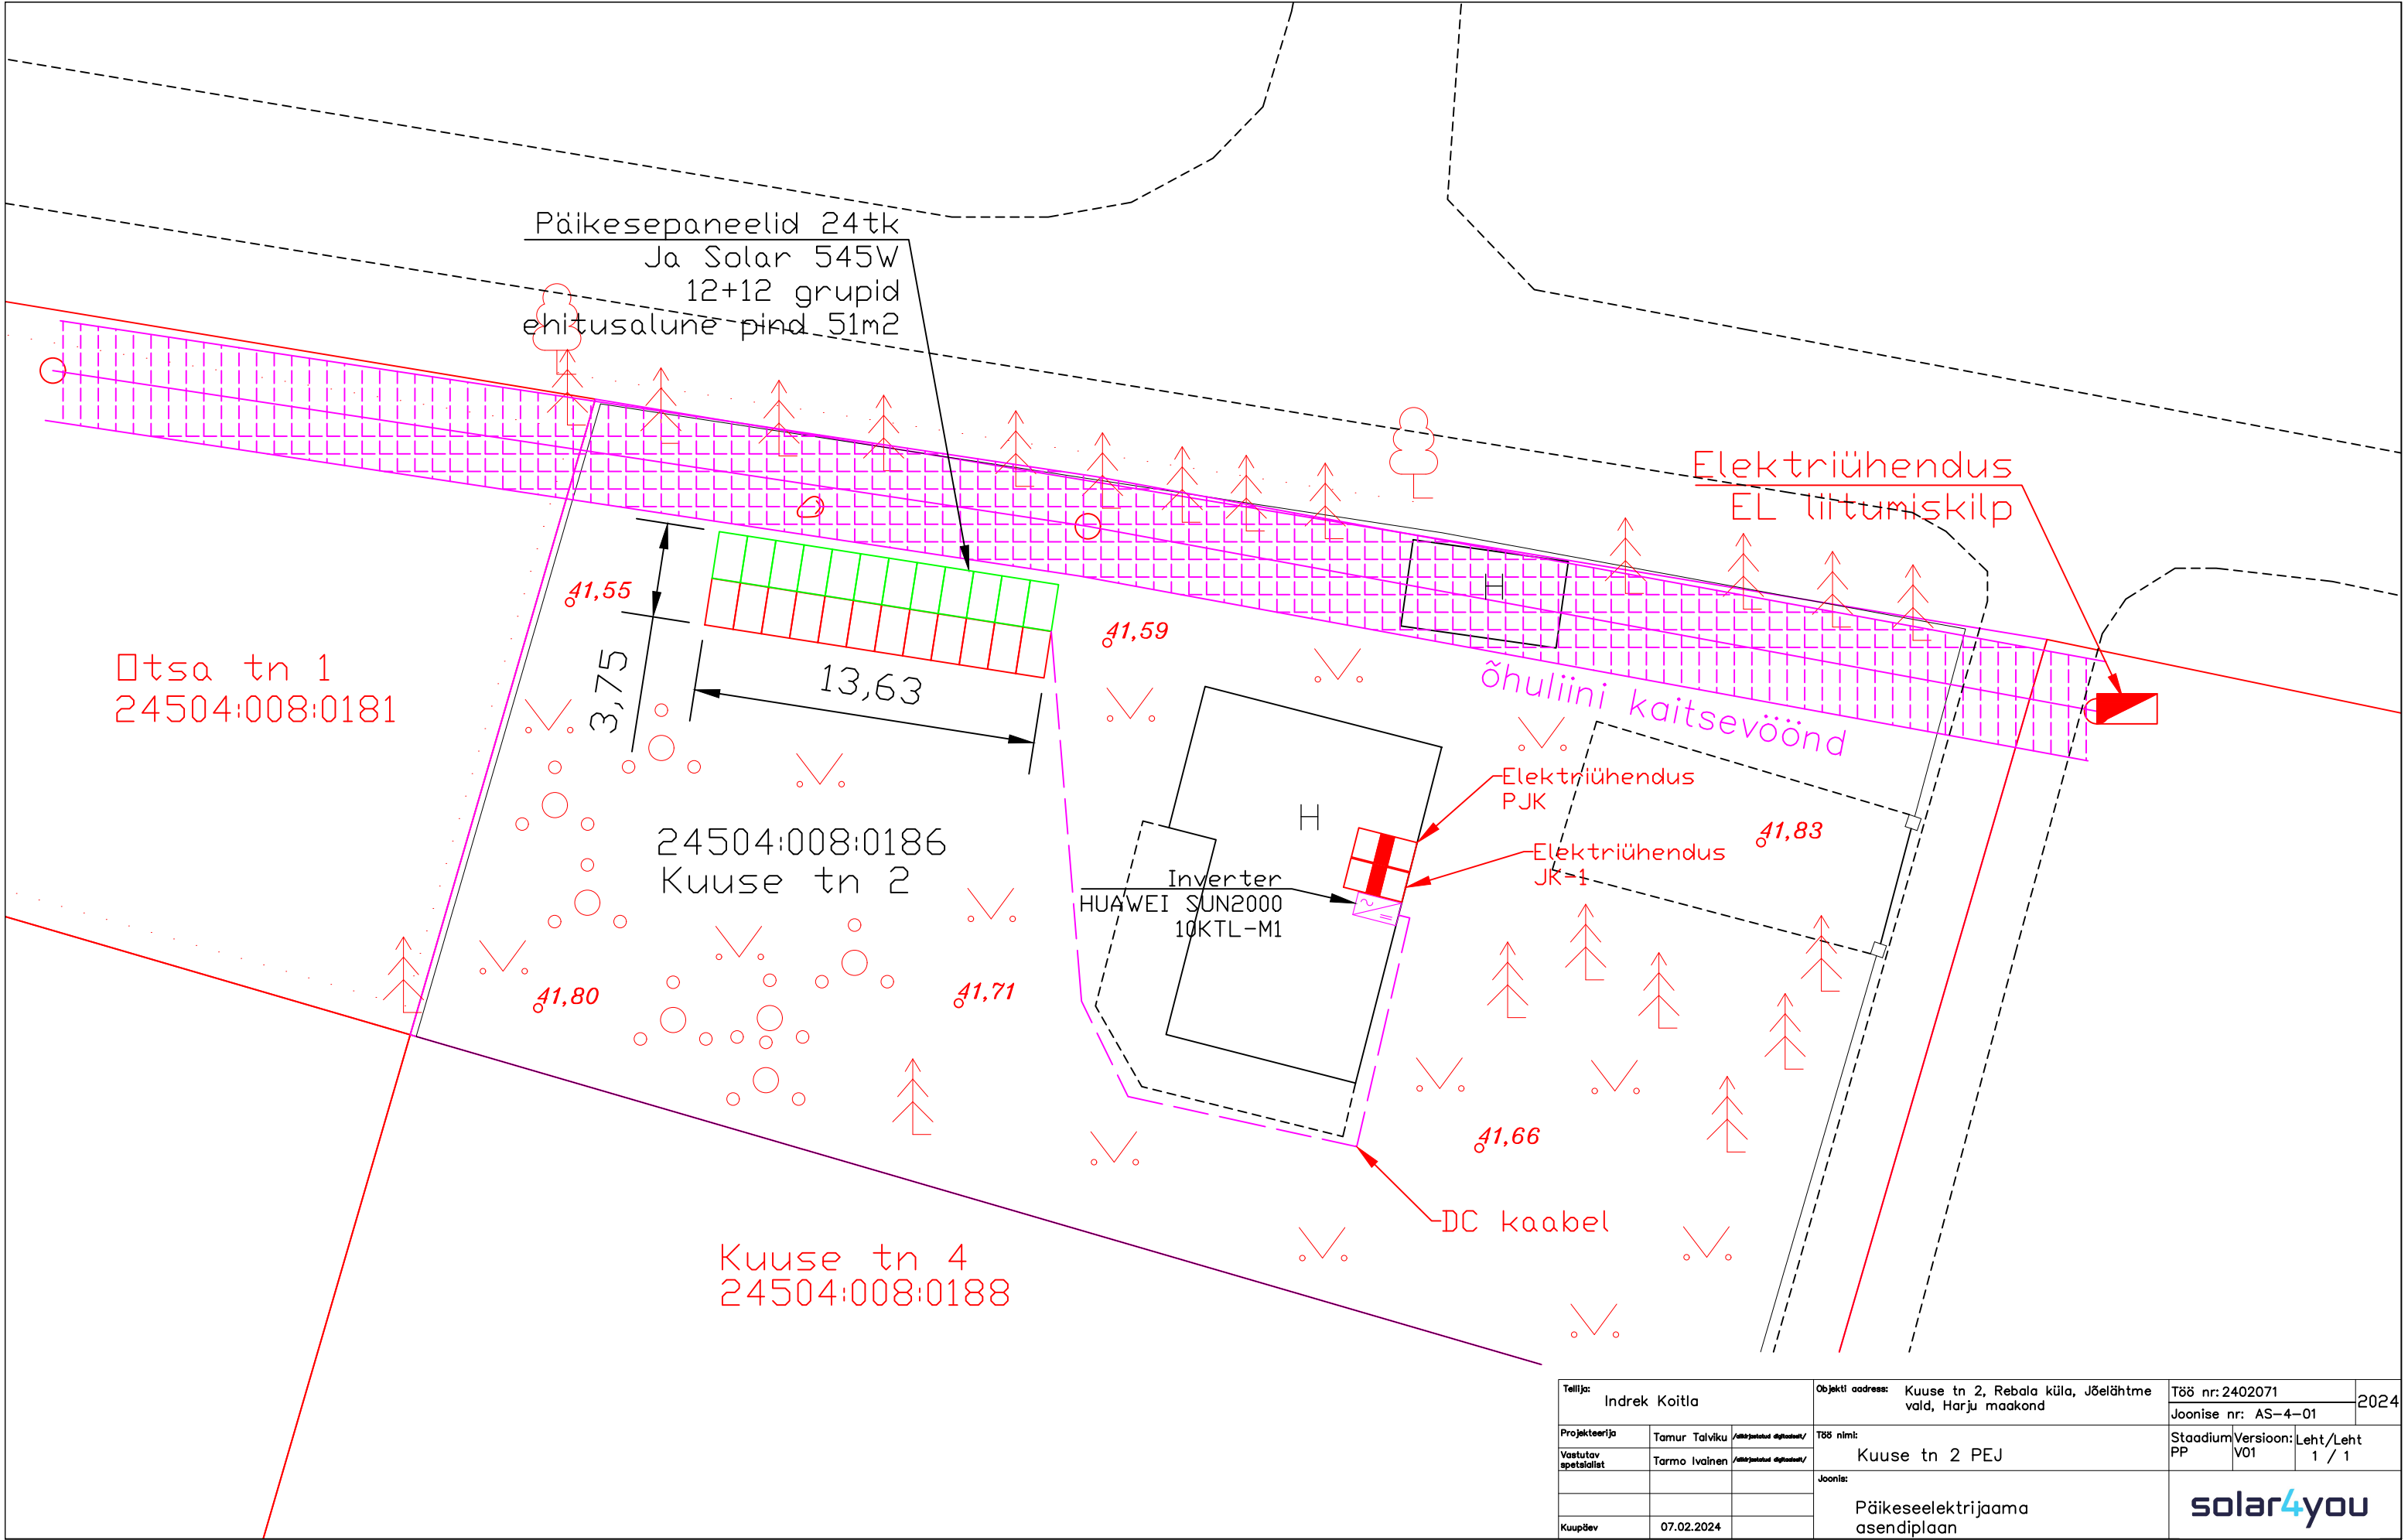 Päikesepaneelid 24tk
Ja Solar 545W
12+12 grupid
ehitusalune pind 51m2
Elektriühendus
EL liitumiskilp
41,55
41,59
Otsa tn 1
24504:008:0181
3,75
13,63
H
õhuliini kaitsevöönd
Elektriühendus
PJK
H
41,83
24504:008:0186
Kuuse tn 2
Elektriühendus
JK-1
Inverter
HUAWEI SUN2000
10KTL-M1
~
=
41,80
41,71
41,66
DC kaabel
Kuuse tn 4
24504:008:0188
Tellija:
Indrek Koitla
Objekti aadress: Kuuse tn 2, Rebala küla, Jõelähtme
vald, Harju maakond
Töö nr: 2402071
2024
Joonise nr: AS-4-01
Projekteerija Tamur Talviku /allkirjastatud digitaalselt/
Vastutav
spetsialist Tarmo Ivainen /allkirjastatud digitaalselt/
Töö nimi:
Kuuse tn 2 PEJ
Staadium
PP
Versioon:
V01
Leht/Leht
1 / 1
Joonis:
Päikeseelektrijaama
asendiplaan
Kuupäev 07.02.2024
solar4you